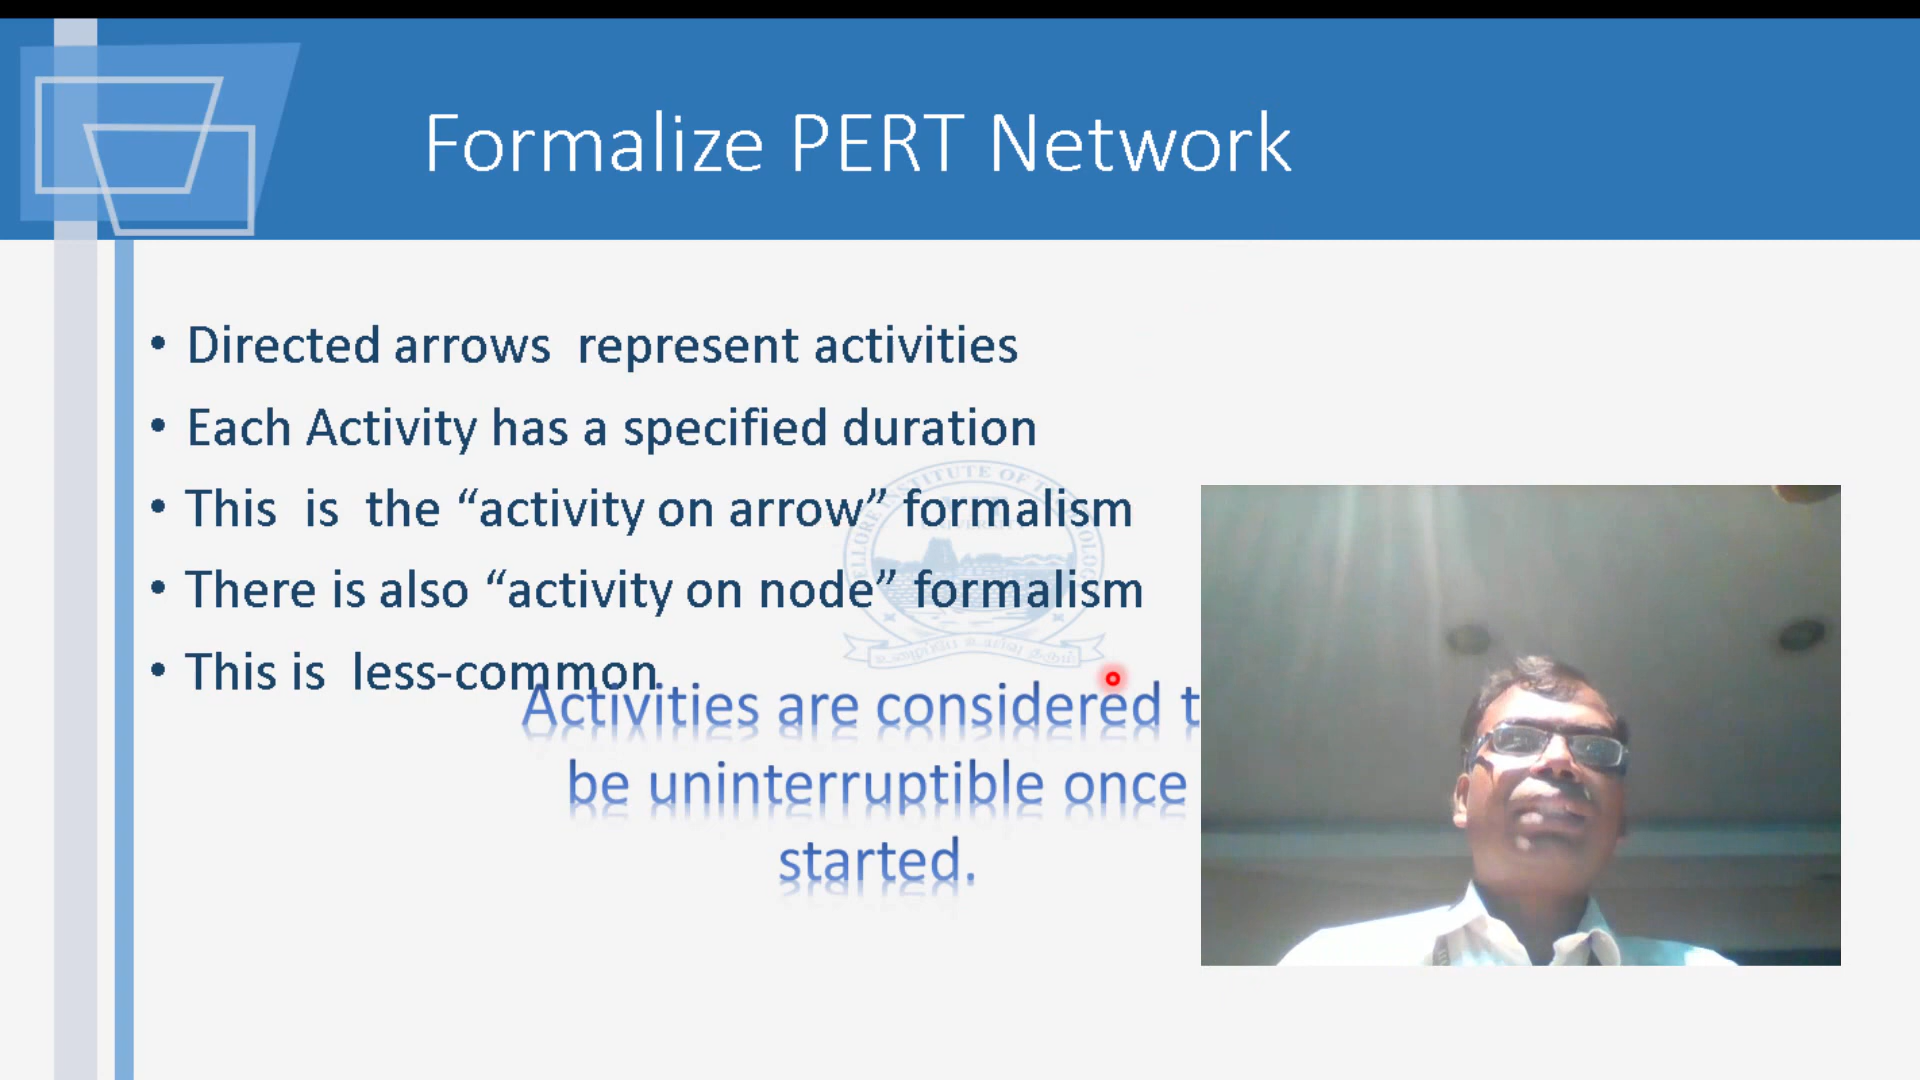 Formalize PERT Network
• Directed arrows represent activities
• Each Activity has a specified duration
• This is the “activity on arrow” formalism
• There is also “activity on node” formalism
• This is less-common
Activities are considered t
be uninterruptible once
started.